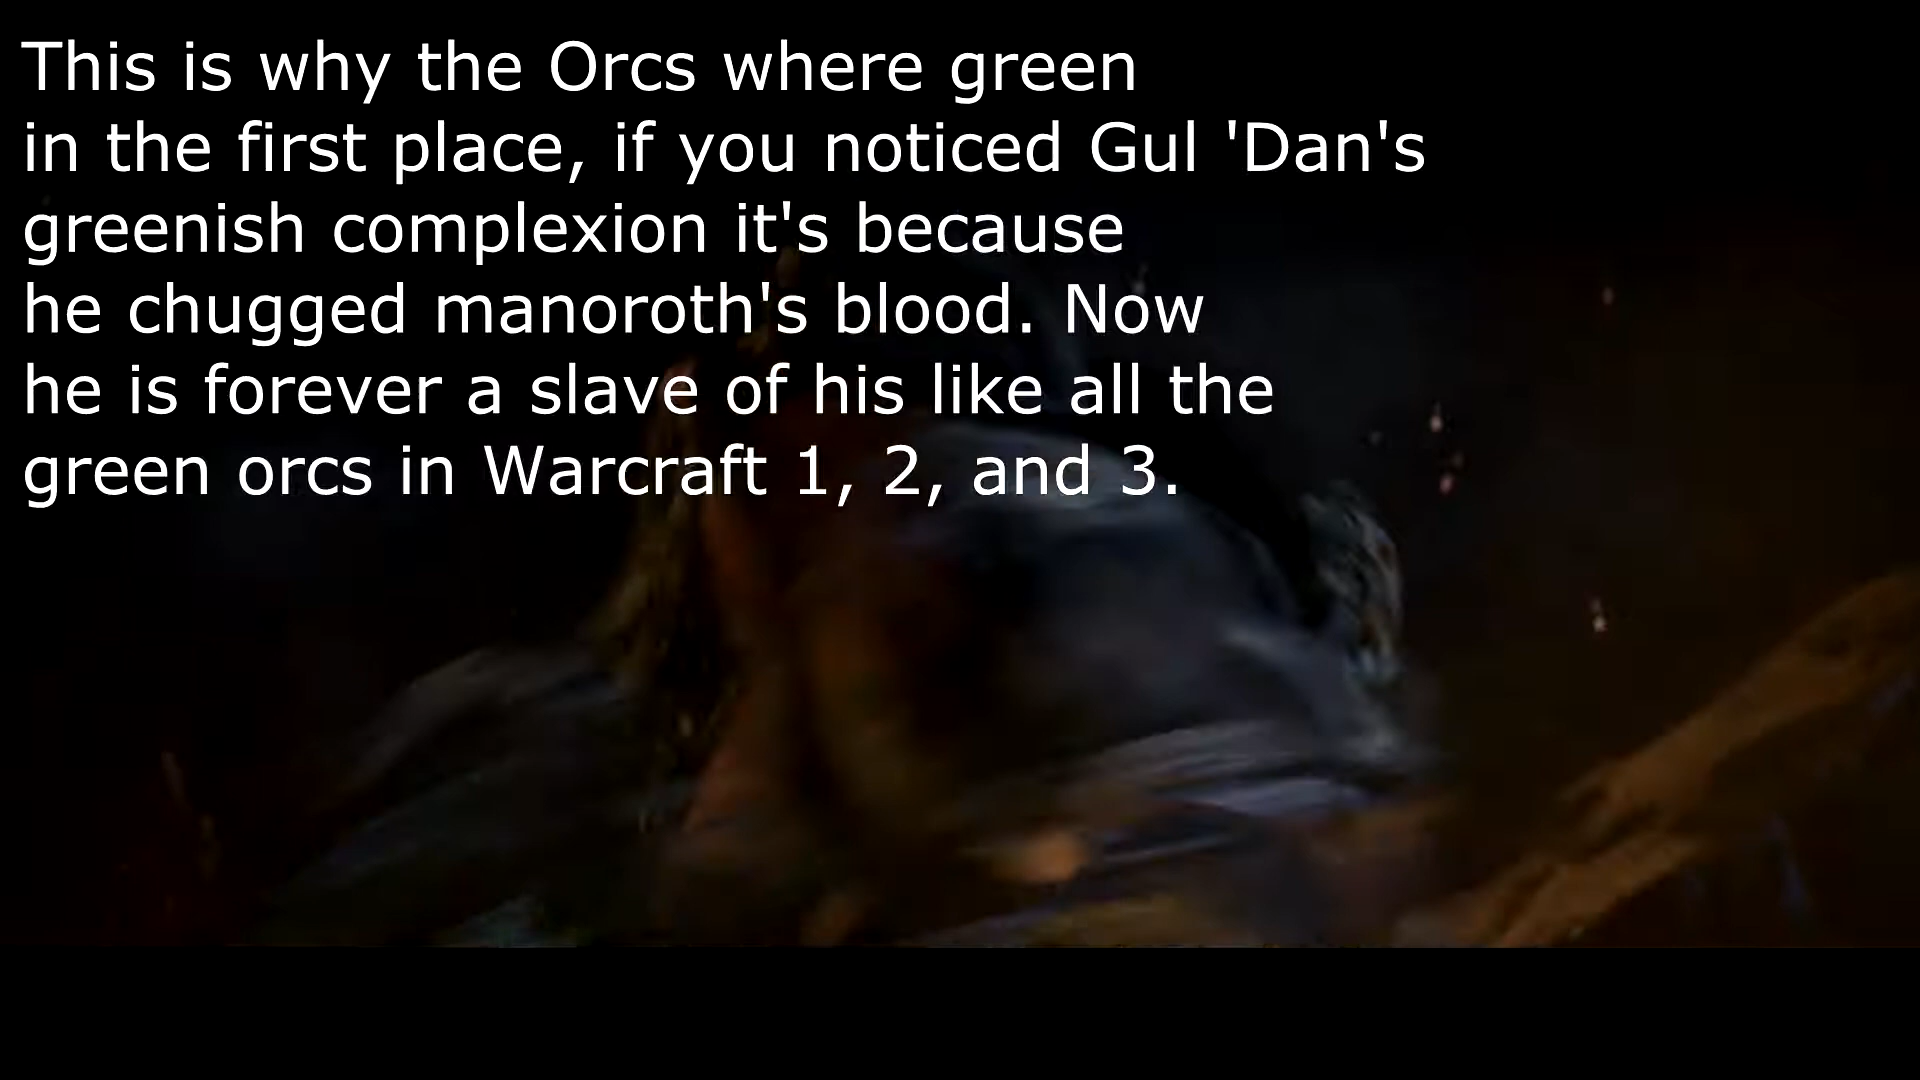 This is why the Orcs where green
in the first place, if you noticed Gul 'Dan's
greenish complexion it's because
he chugged manoroth's blood. Now
he is forever a slave of his like all the
green orcs in Warcraft 1, 2, and 3.